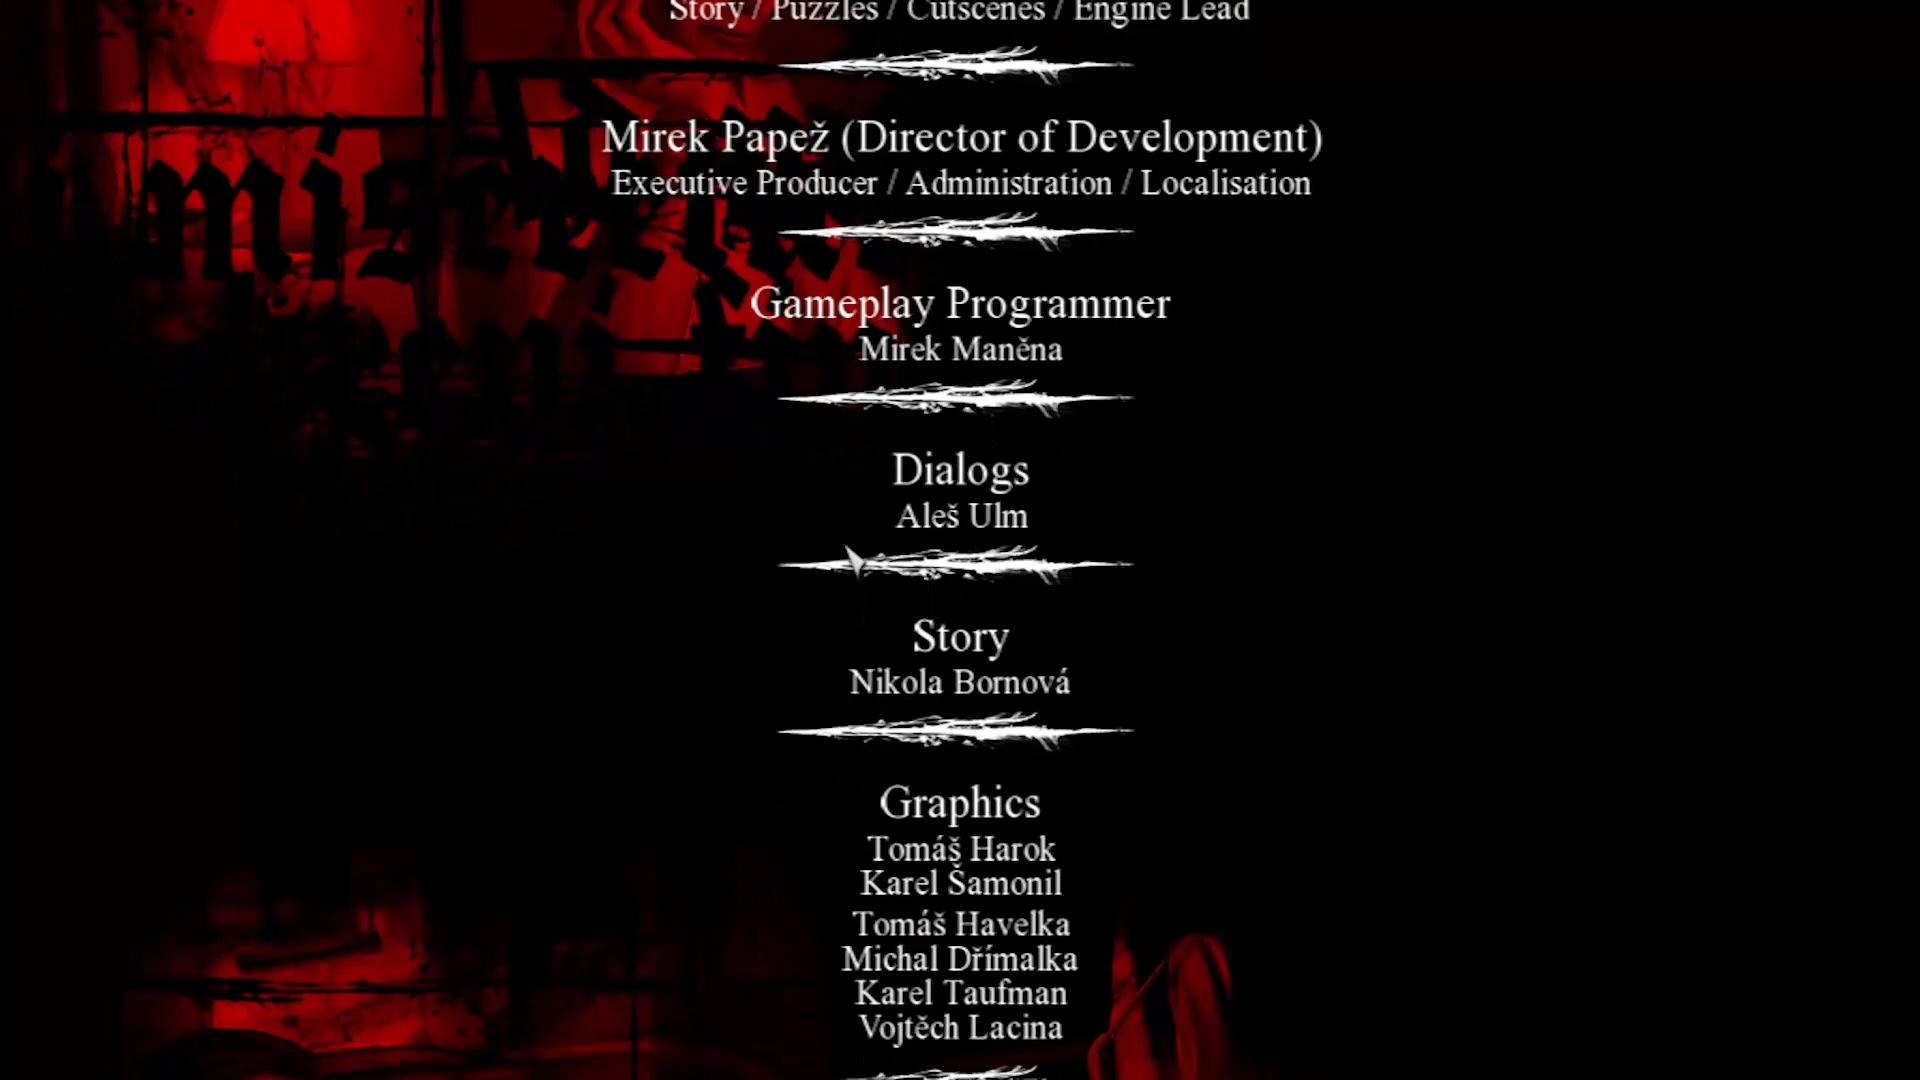 Story / Puzzles / Cutscenes / Engine Lead
Mirek Papež (Director of Development)
Executive Producer / Administration / Localisation
Gameplay Programmer
Mirek Maněna
Dialogs
Aleš Ulm
Story
Nikola Bornová
Graphics
Tomáš Harok
Karel Šamonil
Tomáš Havelka
Michal Dřímalka
Karel Taufman
Vojtěch Lacina